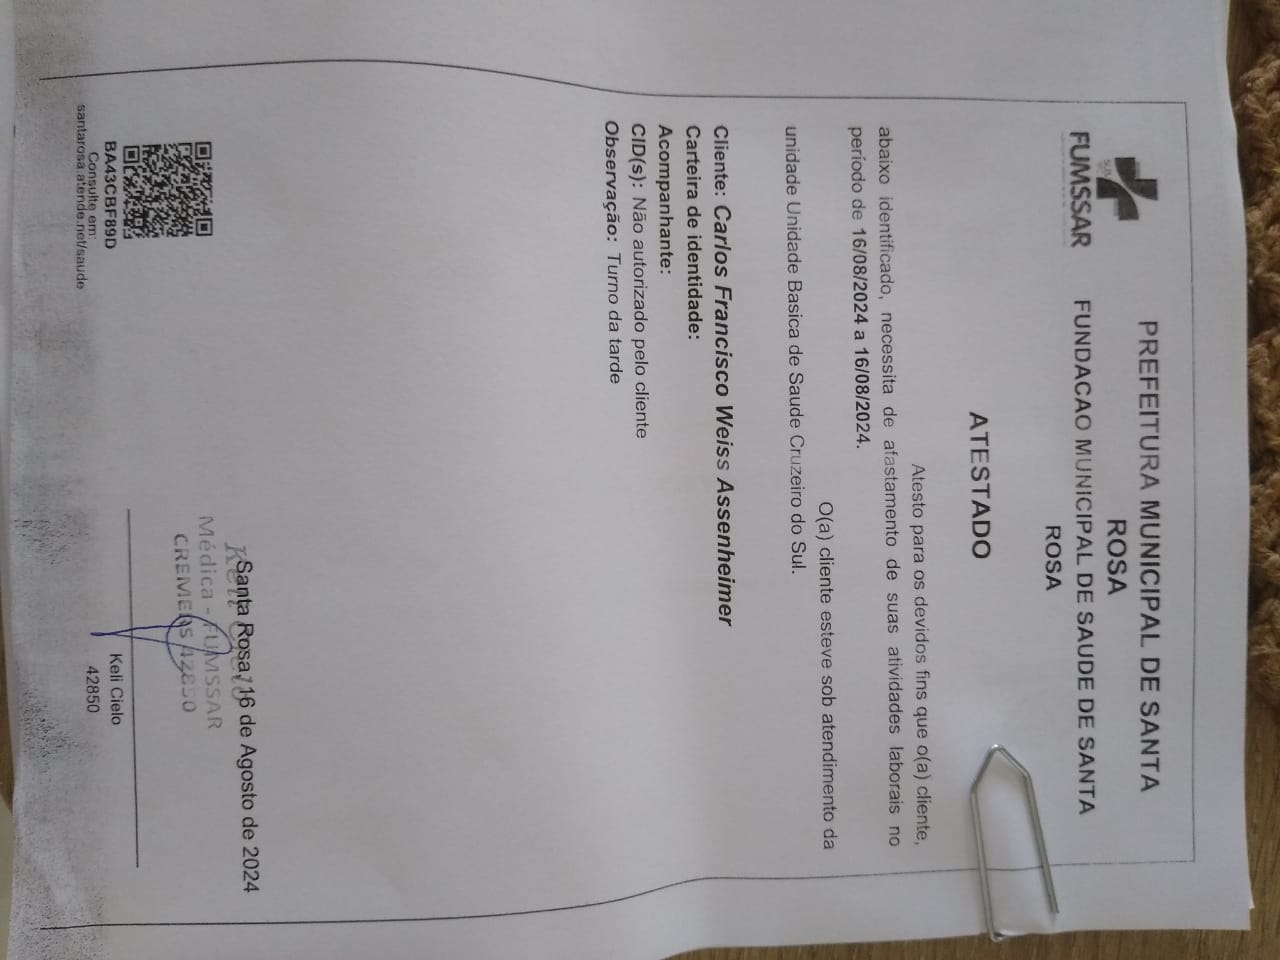 PREFEITURA MUNICIPAL DE SANTA
ROSA
FUMSSAR
FUNDACAO MUNICIPAL DE SAUDE DE SANTA
ROSA
ATESTADO
Atesto para os devidos fins que o(a) cliente,
abaixo identificado, necessita de afastamento de suas atividades laborais no
período de 16/08/2024 a 16/08/2024.
O(a) cliente esteve sob atendimento da
unidade Unidade Basica de Saude Cruzeiro do Sul.
Cliente: Carlos Francisco Weiss Assenheimer
Carteira de identidade:
Acompanhante:
CID(s): Não autorizado pelo cliente
Observação: Turno da tarde
Santa Rosa, 16 de Agosto de 2024
Keli Cielo
Médica - FUMSSAR
CREMERS 42850
Keli Cielo
42850
BA43CBF89D
Consulte em:
santarosa.atende.net/saude